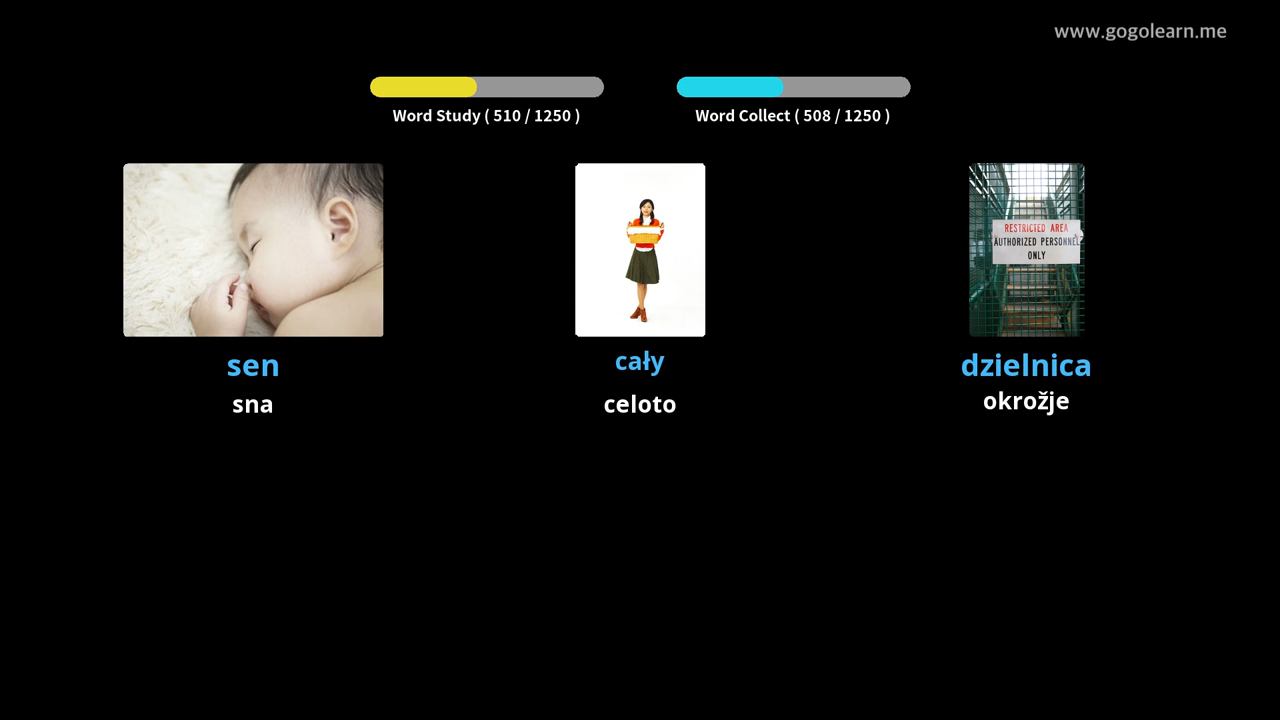 www.gogolearn.me
Word Study ( 510 / 1250 )
Word Collect ( 508 / 1250 )
RESTRICTED AREA
AUTHORIZED PERSONNEL
ONLY
sen
cały
dzielnica
sna
celoto
okrožje